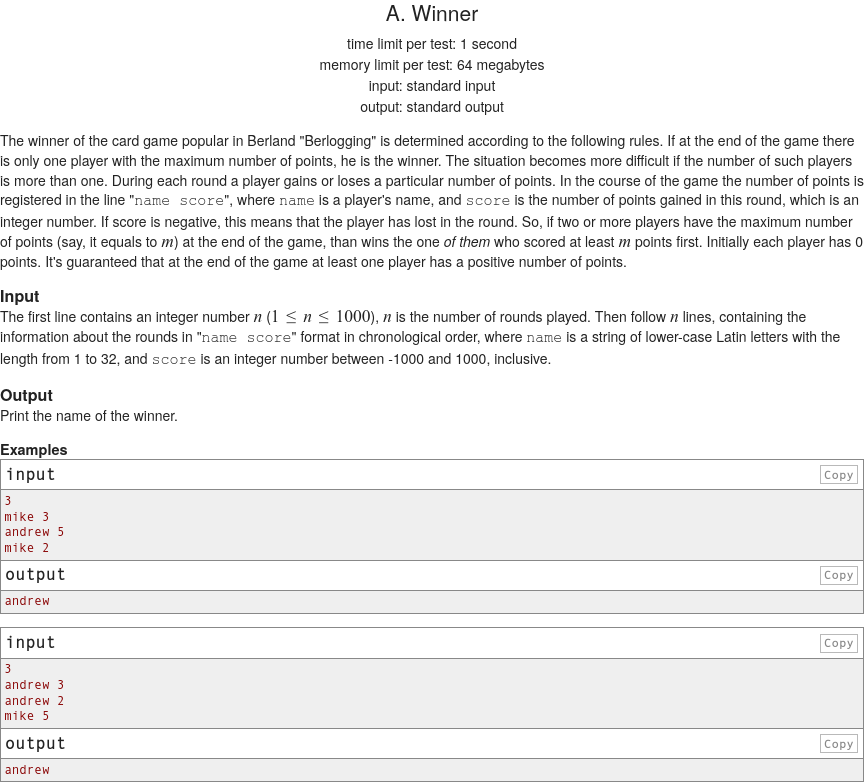 A. Winner
time limit per test: 1 second
memory limit per test: 64 megabytes
input: standard input
output: standard output
The winner of the card game popular in Berland "Berlogging" is determined according to the following rules. If at the end of the game there
is only one player with the maximum number of points, he is the winner. The situation becomes more difficult if the number of such players
is more than one. During each round a player gains or loses a particular number of points. In the course of the game the number of points is
registered in the line "name score", where name is a player's name, and score is the number of points gained in this round, which is an
integer number. If score is negative, this means that the player has lost in the round. So, if two or more players have the maximum number
of points (say, it equals to m) at the end of the game, than wins the one of them who scored at least m points first. Initially each player has 0
points. It's guaranteed that at the end of the game at least one player has a positive number of points.
Input
The first line contains an integer number n (1 ≤ n ≤ 1000), n is the number of rounds played. Then follow n lines, containing the
information about the rounds in "name score" format in chronological order, where name is a string of lower-case Latin letters with the
length from 1 to 32, and score is an integer number between -1000 and 1000, inclusive.
Output
Print the name of the winner.
Examples
input Copy
3
mike 3
andrew 5
mike 2
output Copy
andrew
input Copy
3
andrew 3
andrew 2
mike 5
output Copy
andrew